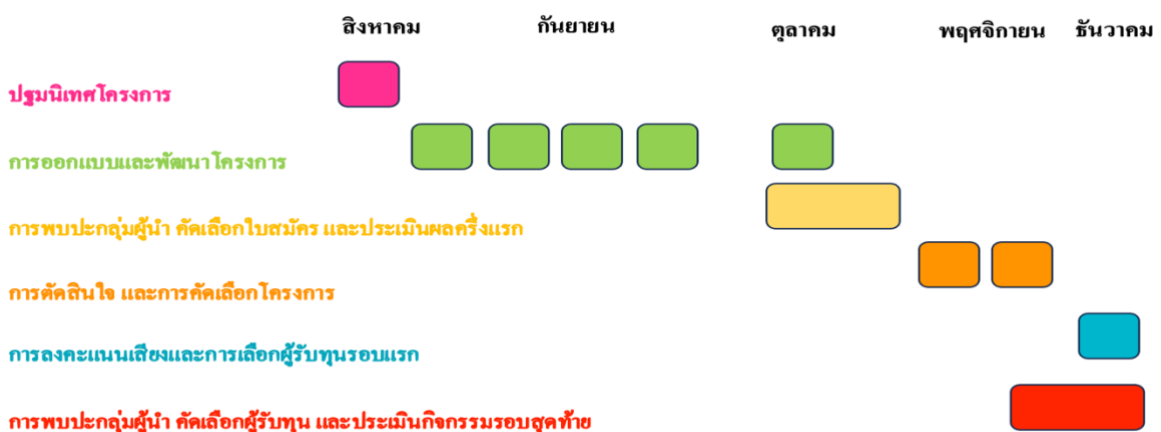 สิงหาคม กันยายน ตุลาคม พฤศจิกายน ธันวาคม
ปฐมนิเทศโครงการ
การออกแบบและพัฒนาโครงการ
การพบปะกลุ่มผู้นำ คัดเลือกใบสมัคร และประเมินผลครึ่งแรก
การตัดสินใจ และการคัดเลือกโครงการ
การลงคะแนนเสียงและการเลือกผู้รับทุนรอบแรก
การพบปะกลุ่มผู้นำ คัดเลือกผู้รับทุน และประเมินกิจกรรมรอบสุดท้าย